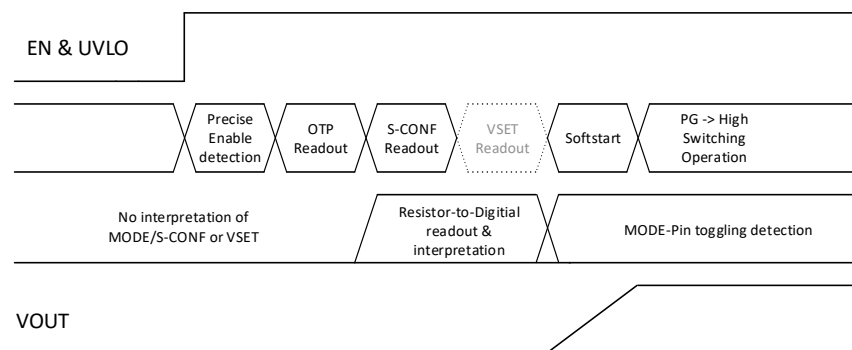 EN & UVLO
Precise
Enable
detection
OTP
Readout
S-CONF
Readout
VSET
Readout
Softstart
PG -> High
Switching
Operation
No interpretation of
MODE/S-CONF or VSET
Resistor-to-Digitial
readout &
interpretation
MODE-Pin toggling detection
VOUT